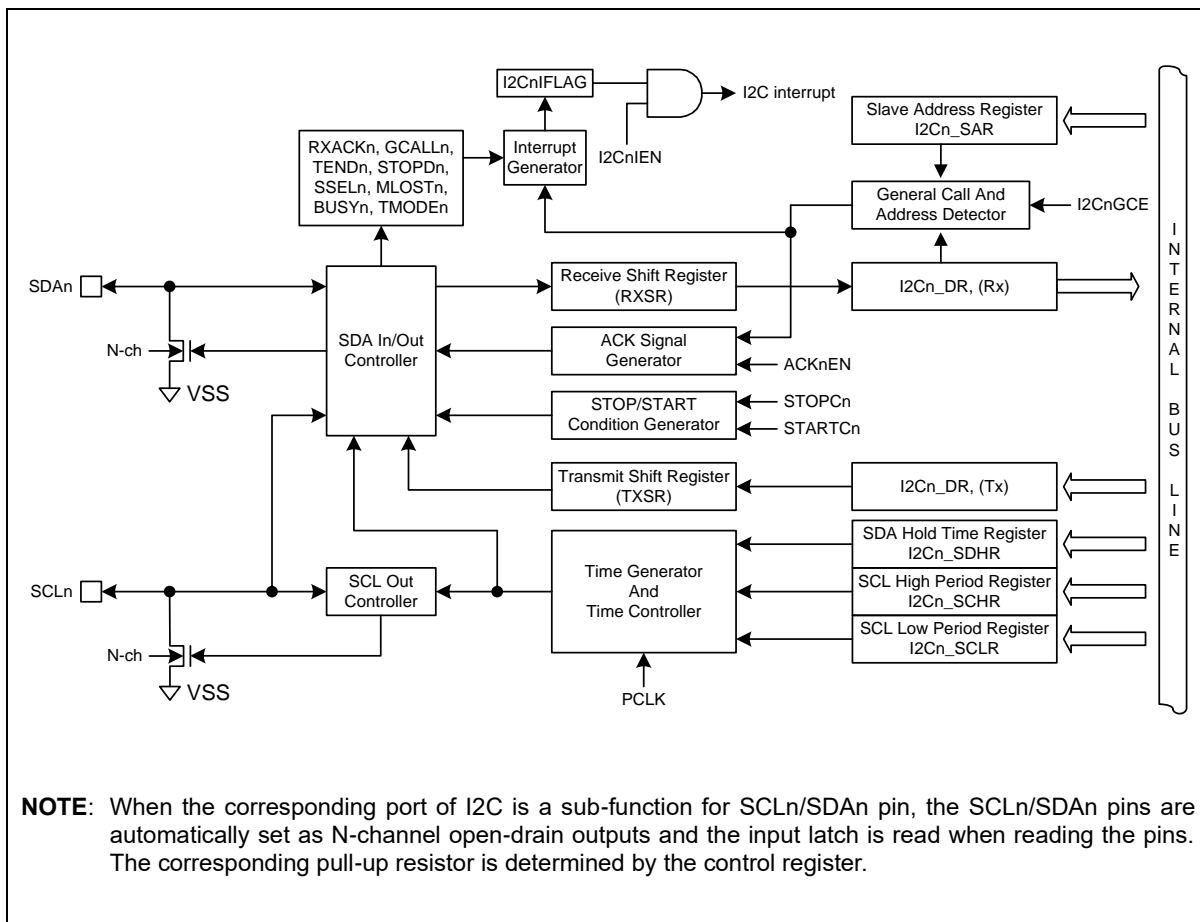 I2CnIFLAG
I2C interrupt
I2CnIEN
RXACKn, GCALLn,
TENDn, STOPDn,
SSELn, MLOSTn,
BUSYn, TMODEn
Interrupt
Generator
Slave Address Register
I2Cn_SAR
General Call And
Address Detector
I2CnGCE
SDAn
N-ch
VSS
SDA In/Out
Controller
Receive Shift Register
(RXSR)
I2Cn_DR, (Rx)
ACK Signal
Generator
ACKnEN
STOP/START
Condition Generator
STOPCn
STARTCn
Transmit Shift Register
(TXSR)
I2Cn_DR, (Tx)
SCLn
N-ch
VSS
SCL Out
Controller
Time Generator
And
Time Controller
PCLK
SDA Hold Time Register
I2Cn_SDHR
SCL High Period Register
I2Cn_SCHR
SCL Low Period Register
I2Cn_SCLR
INTERNAL BUS LINE
NOTE: When the corresponding port of I2C is a sub-function for SCLn/SDAn pin, the SCLn/SDAn pins are
automatically set as N-channel open-drain outputs and the input latch is read when reading the pins.
The corresponding pull-up resistor is determined by the control register.